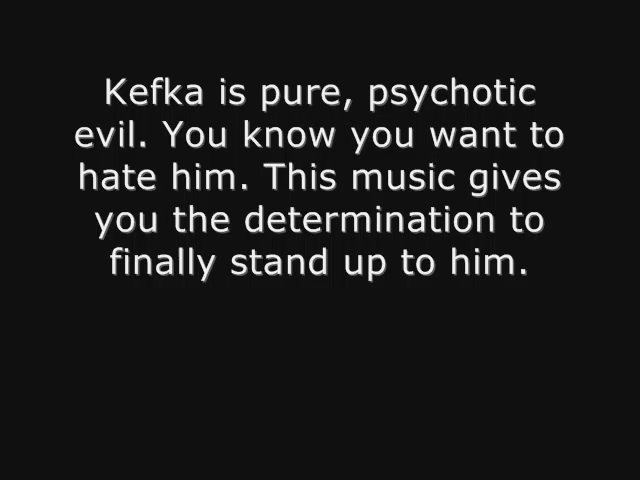 Kefka is pure, psychotic
evil. You know you want to
hate him. This music gives
you the determination to
finally stand up to him.